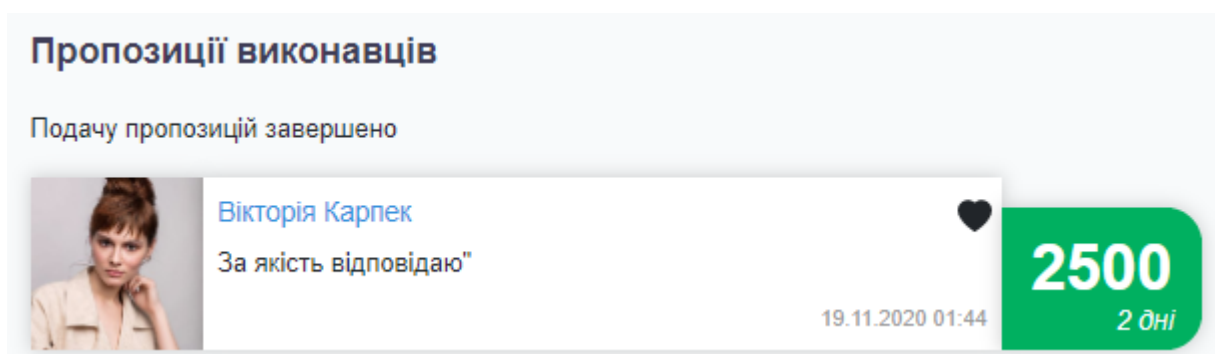 Пропозиції виконавців
Подачу пропозицій завершено
Вікторія Карпек
За якість відповідаю"
2500
19.11.2020 01:44
2 дні